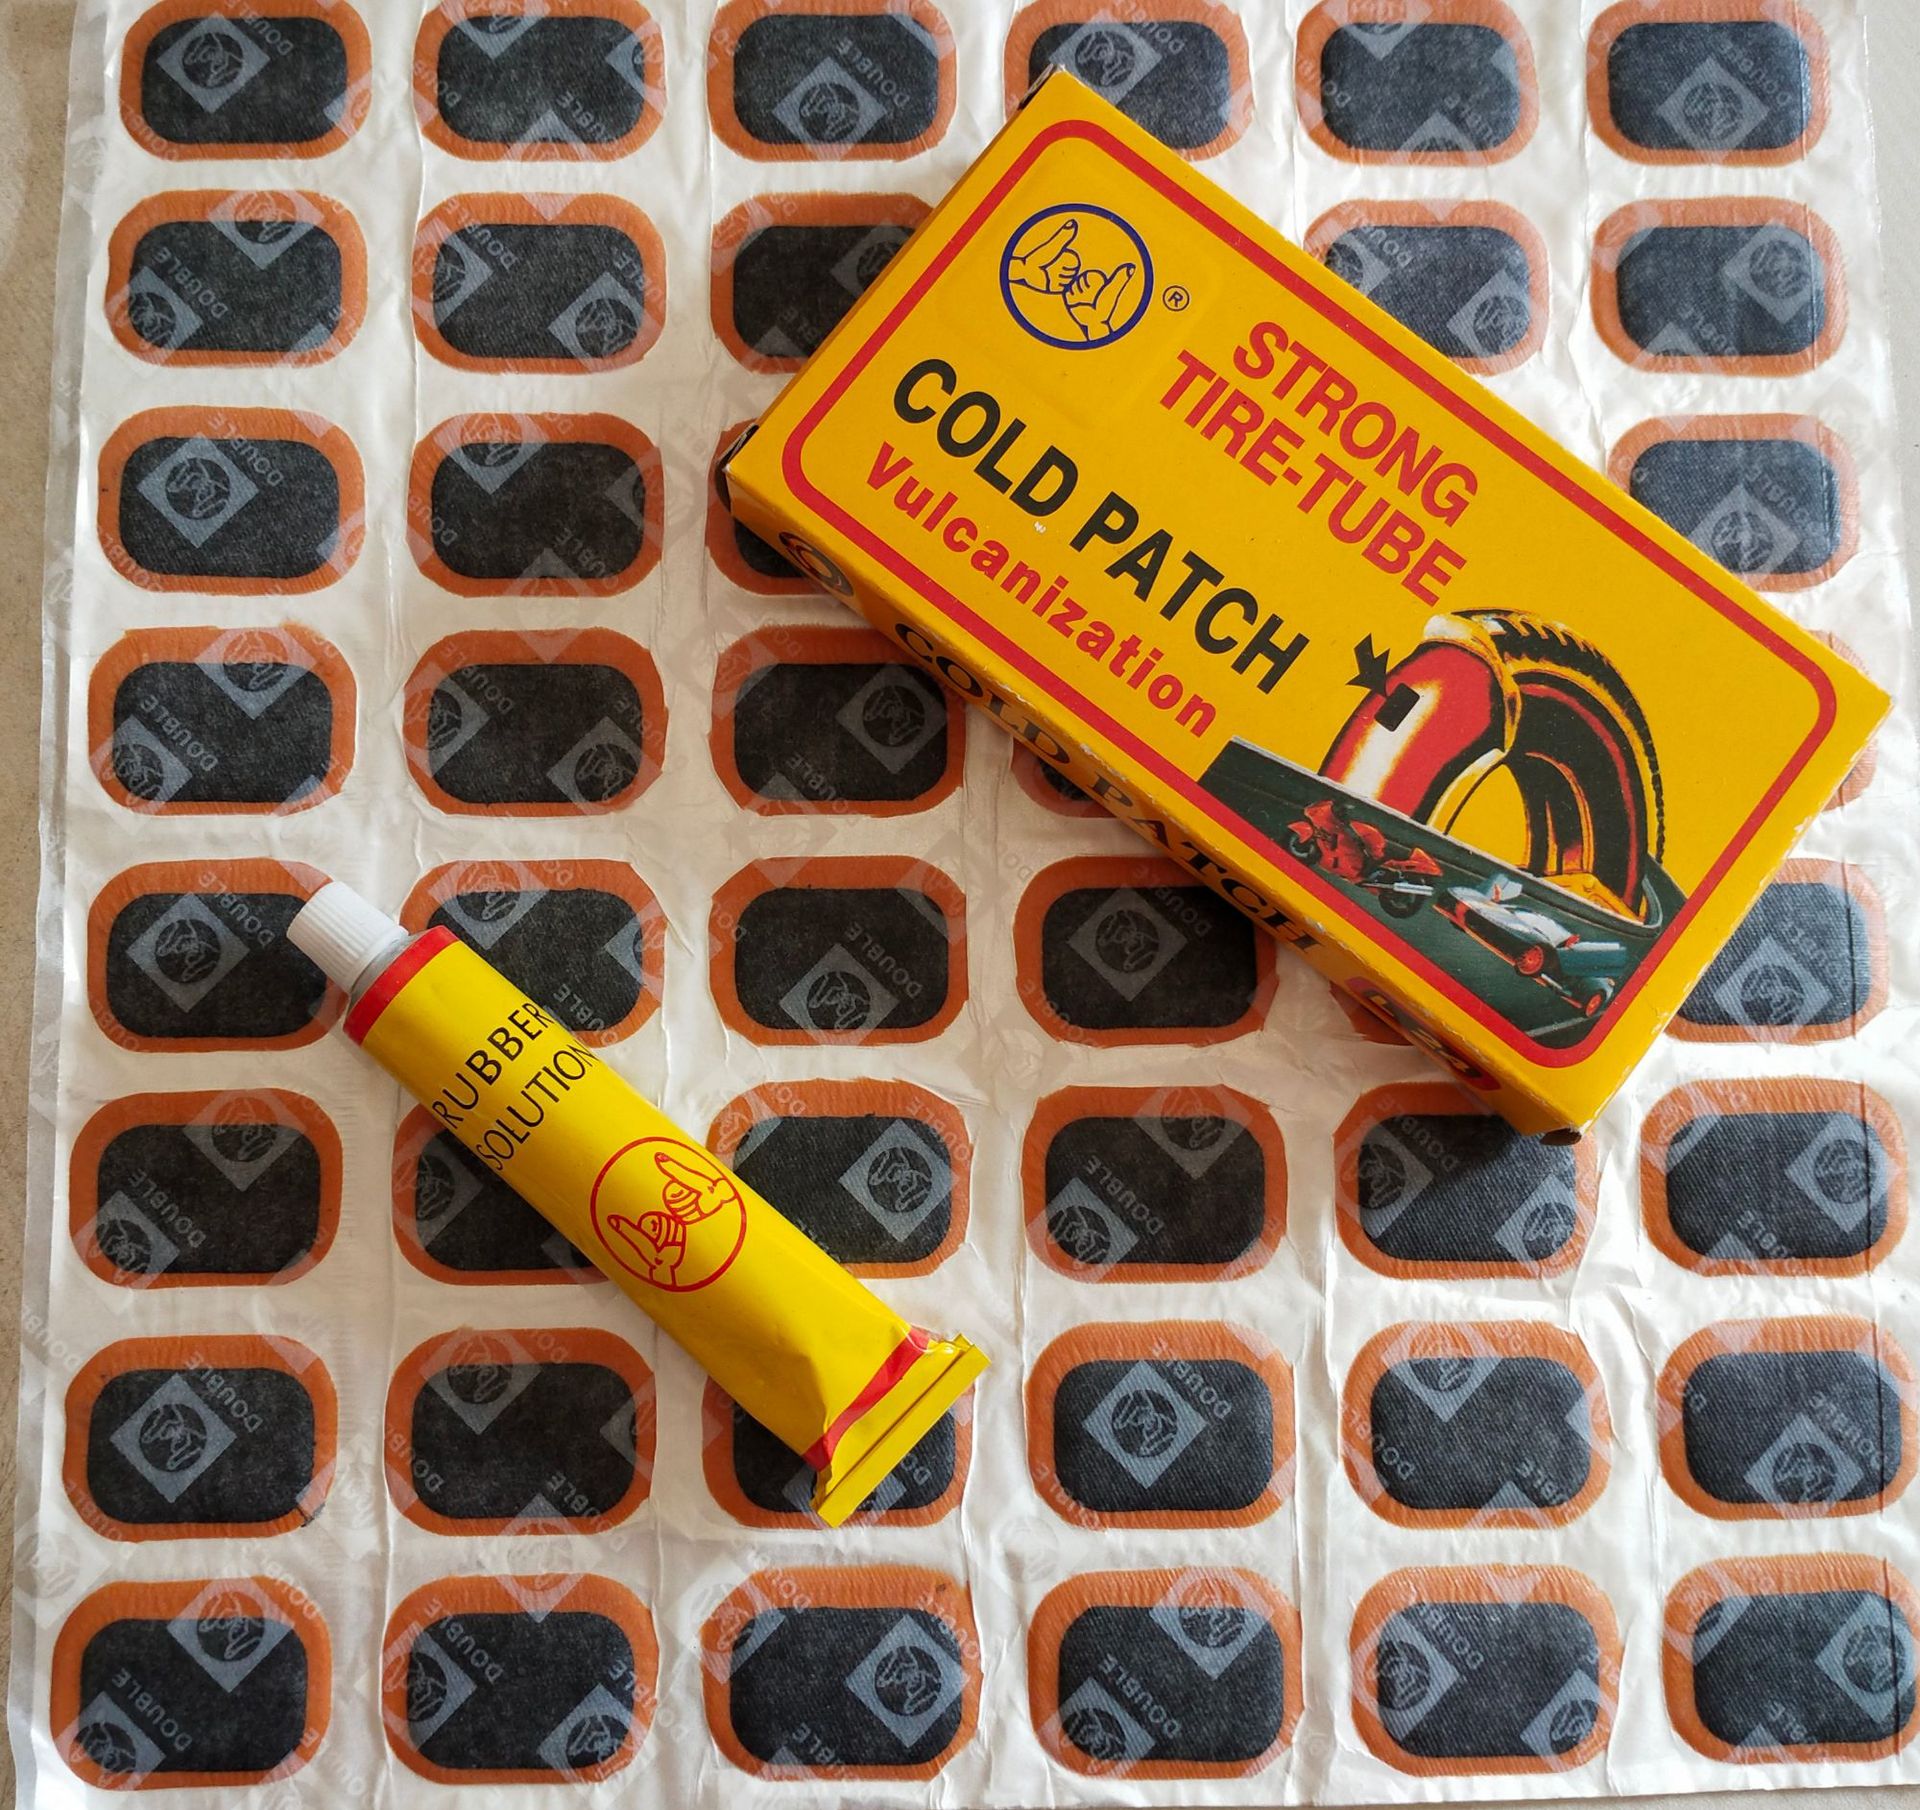 ®
STRONG
TIRE-TUBE
COLD PATCH
Vulcanization
COLD PATCH
RUBBER
SOLUTION
DOUBLE